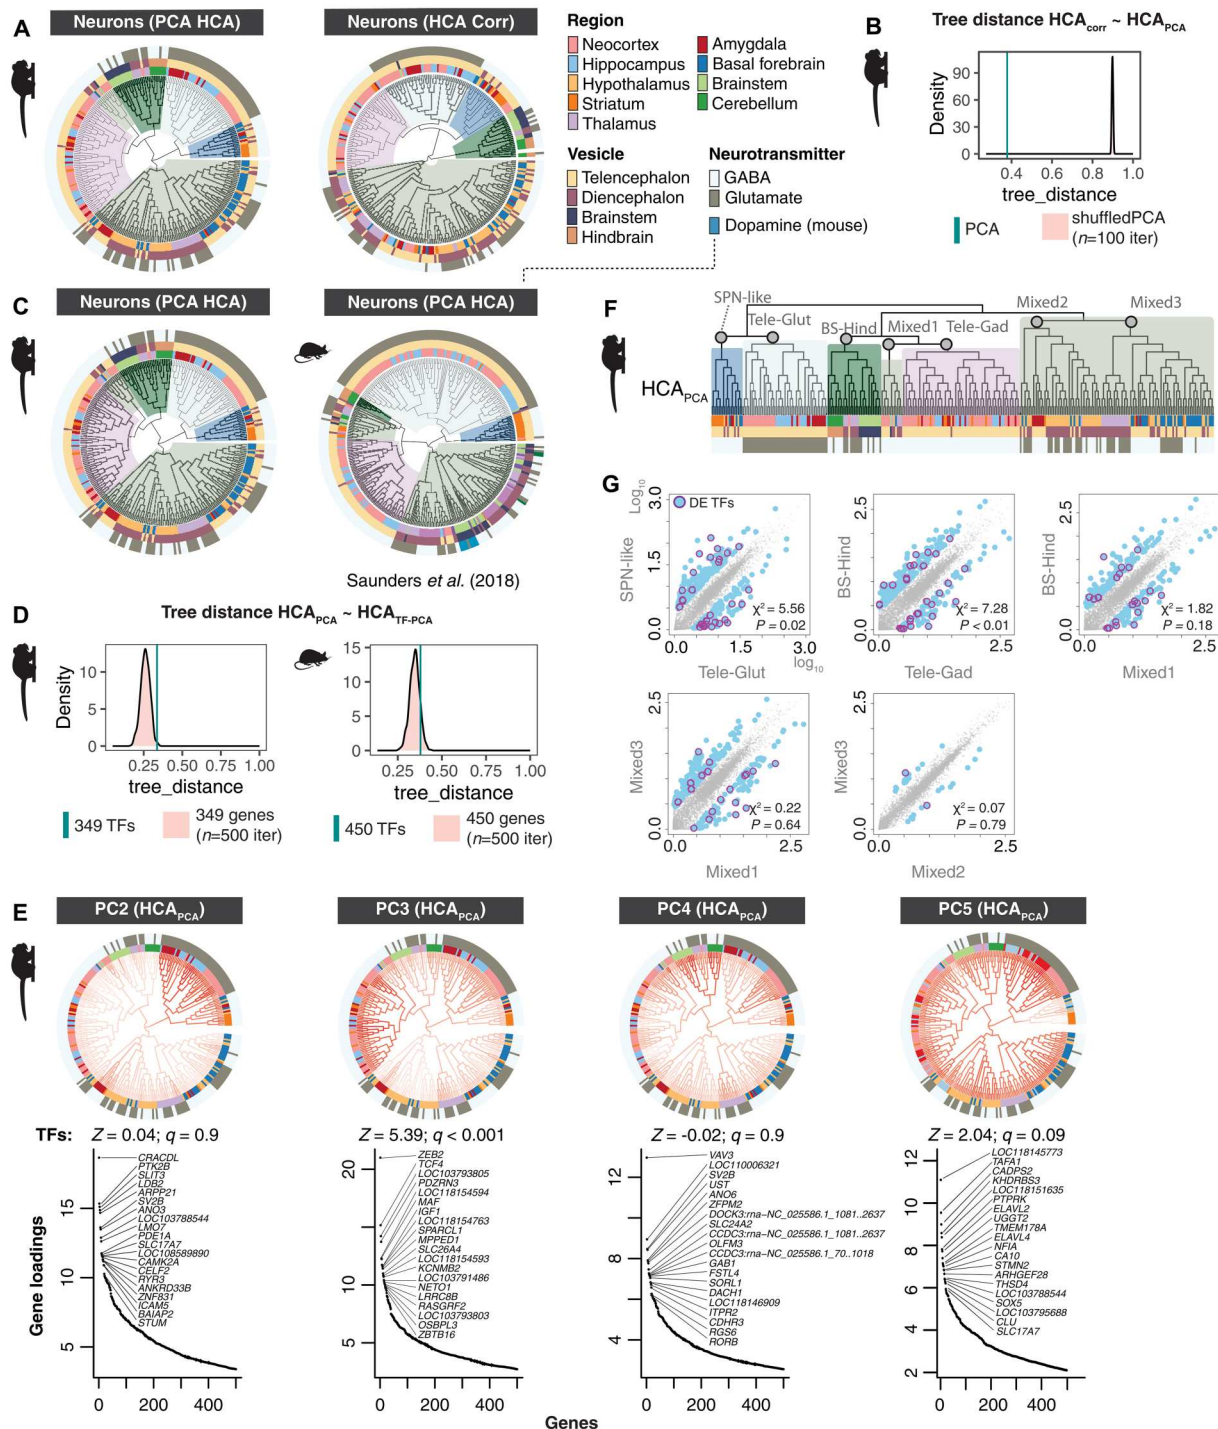 A
Neurons (PCA HCA)
Neurons (HCA Corr)
Region
Neocortex
Hippocampus
Hypothalamus
Striatum
Thalamus
Amygdala
Basal forebrain
Brainstem
Cerebellum
Vesicle
Telencephalon
Diencephalon
Brainstem
Hindbrain
Neurotransmitter
GABA
Glutamate
Dopamine (mouse)
B
Tree distance HCAcorr ~ HCAPCA
Density
90
60
30
0
0.4 0.6 0.8 1.0
tree_distance
PCA
shuffledPCA
(n=100 iter)
C
Neurons (PCA HCA)
Neurons (PCA HCA)
Saunders et al. (2018)
D
Tree distance HCAPCA ~ HCATF-PCA
Density
10
5
0
0.25 0.50 0.75 1.00
tree_distance
349 TFs
349 genes
(n=500 iter)
15
10
5
0
0.25 0.50 0.75 1.00
tree_distance
450 TFs
450 genes
(n=500 iter)
F
SPN-like
Tele-Glut
BS-Hind
Mixed1
Tele-Gad
Mixed2
Mixed3
HCAPCA
G
Log10
DE TFs
SPN-like
3.0
1.5
0.0
χ2 = 5.56
P = 0.02
0.0 1.5 3.0
log10
Tele-Glut
BS-Hind
2.5
0.0
χ2 = 7.28
P < 0.01
0.0 2.5
Tele-Gad
BS-Hind
2.5
0.0
χ2 = 1.82
P = 0.18
0.0 2.5
Mixed1
Mixed3
2.5
0.0
χ2 = 0.22
P = 0.64
0.0 2.5
Mixed1
Mixed3
2.5
0.0
χ2 = 0.07
P = 0.79
0.0 2.5
Mixed2
E
PC2 (HCAPCA)
PC3 (HCAPCA)
PC4 (HCAPCA)
PC5 (HCAPCA)
TFs:
Z = 0.04; q = 0.9
Z = 5.39; q < 0.001
Z = -0.02; q = 0.9
Z = 2.04; q = 0.09
Gene loadings
15
10
5
CRACDL
PTK2B
SLIT3
LDB2
ARPP21
SV2B
ANO3
LOC103788544
LMO7
PDE1A
SLC17A7
LOC108589890
CAMK2A
CELF2
RYR3
ANKRD33B
ZNF831
ICAM5
BAIAP2
STUM
0 200 400
20
10
5
ZEB2
TCF4
LOC103793805
PDZRN3
LOC118154594
MAF
IGF1
LOC118154763
SPARCL1
MPPED1
SLC26A4
LOC118154593
KCNMB2
LOC103791486
NETO1
LRRC8B
RASGRF2
LOC103793803
OSBPL3
ZBTB16
0 200 400
12
8
4
VAV3
LOC110006321
SV2B
UST
ANO6
ZFPM2
DOCK3:rna-NC_025586.1_1081..2637
SLC24A2
CCDC3:rna-NC_025586.1_1081..2637
OLFM3
CCDC3:rna-NC_025586.1_70..1018
GAB1
FSTL4
SORL1
DACH1
LOC118146909
ITPR2
CDHR3
RGS6
RORB
0 200 400
12
10
8
6
4
2
LOC118145773
TAFA1
CADPS2
KHDRBS3
LOC118151635
PTPRK
ELAVL2
UGGT2
TMEM178A
ELAVL4
NFIA
CA10
STMN2
ARHGEF28
THSD4
LOC103788544
SOX5
LOC103795688
CLU
SLC17A7
0 200 400
Genes